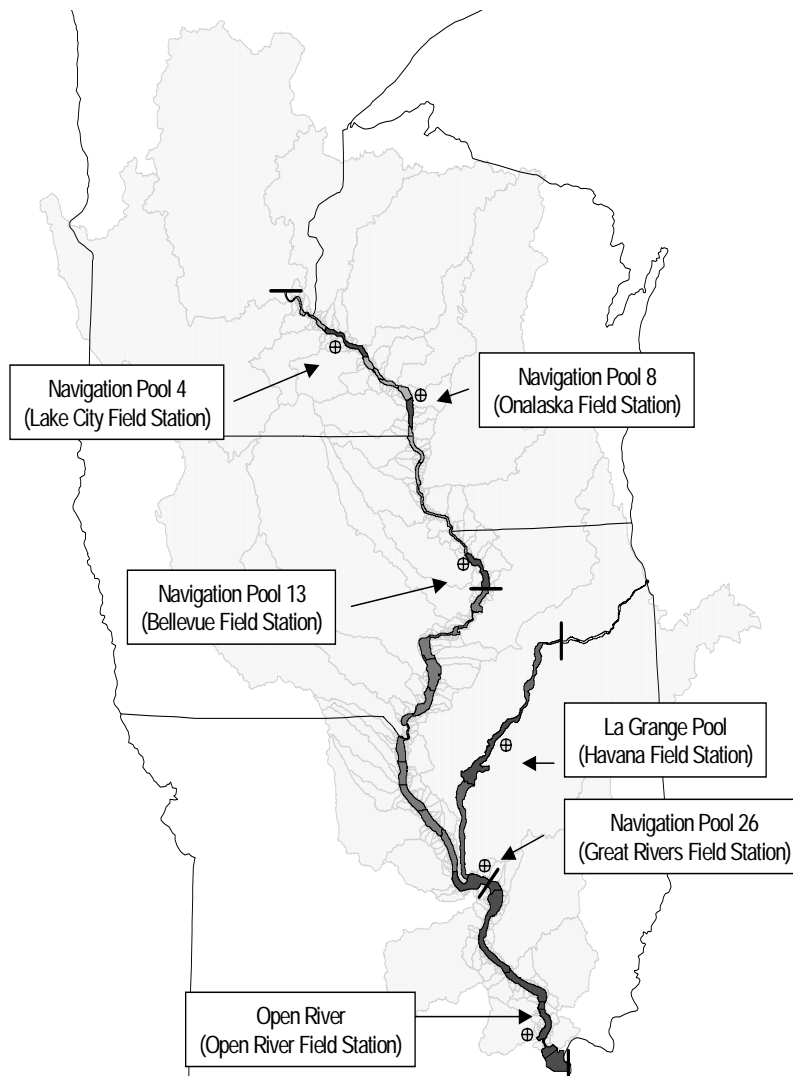 Navigation Pool 4
(Lake City Field Station)
Navigation Pool 8
(Onalaska Field Station)
Navigation Pool 13
(Bellevue Field Station)
La Grange Pool
(Havana Field Station)
Navigation Pool 26
(Great Rivers Field Station)
Open River
(Open River Field Station)